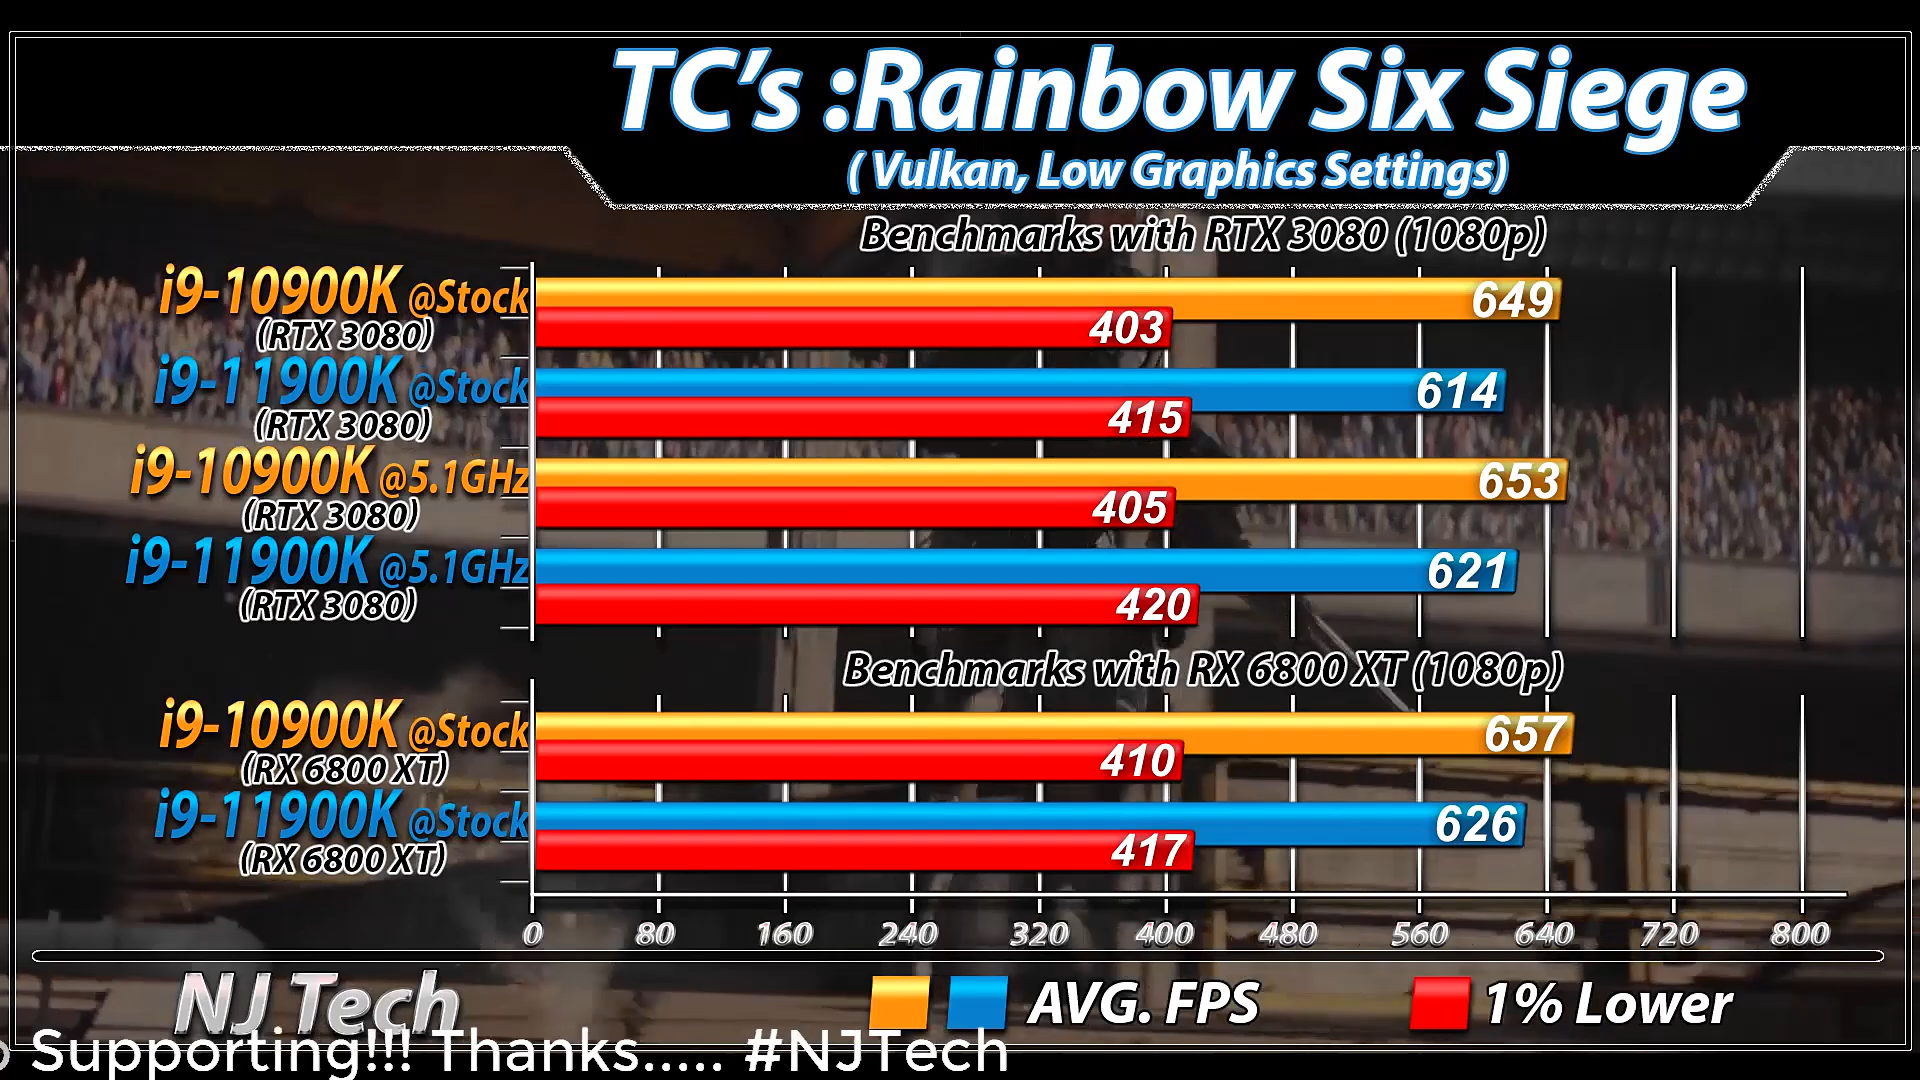 TC's :Rainbow Six Siege
( Vulkan, Low Graphics Settings)
Benchmarks with RTX 3080 (1080p)
i9-10900K @Stock 649
(RTX 3080) 403
i9-11900K @Stock 614
(RTX 3080) 415
i9-10900K @5.1GHz 653
(RTX 3080) 405
i9-11900K @5.1GHz 621
(RTX 3080) 420
Benchmarks with RX 6800 XT (1080p)
i9-10900K @Stock 657
(RX 6800 XT) 410
i9-11900K @Stock 626
(RX 6800 XT) 417
0 80 160 240 320 400 480 560 640 720 800
NJ Tech AVG. FPS 1% Lower
Supporting!!! Thanks..... #NJTech